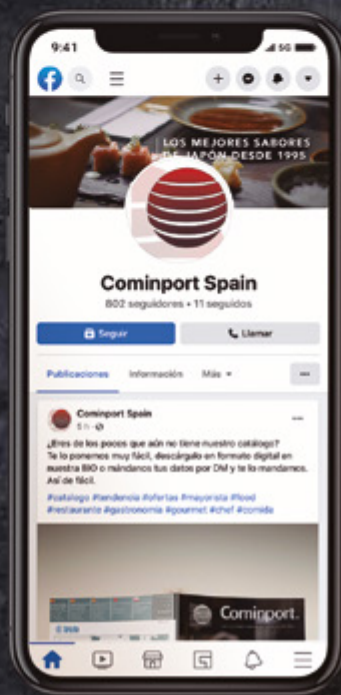 9:41
5G
LOS MEJORES SABORES
DE JAPÓN DESDE 1995
Cominport Spain
802 seguidores • 11 seguidos
Seguir
Llamar
Publicaciones
Información
Más
Cominport Spain
5 h
¿Eres de los pocos que aún no tiene nuestro catálogo?
Te lo ponemos muy fácil, descárgalo en formato digital en
nuestra BIO o mándanos tus datos por DM y te lo mandamos.
Así de fácil.
#catalogo #tendencia #ofertas #mayorista #food
#restaurante #gastronomia #gourmet #chef #comida
Cominport.